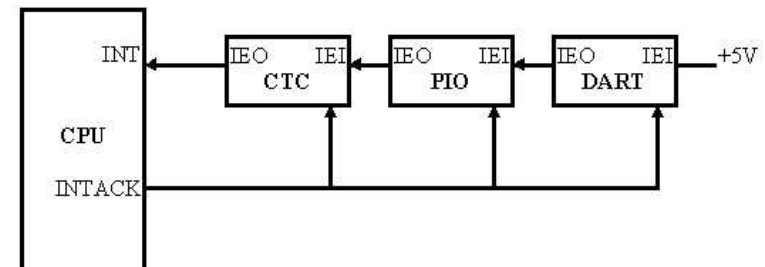 INT IEO IEI IEO IEI IEO IEI +5V
CTC PIO DART
CPU
INTACK